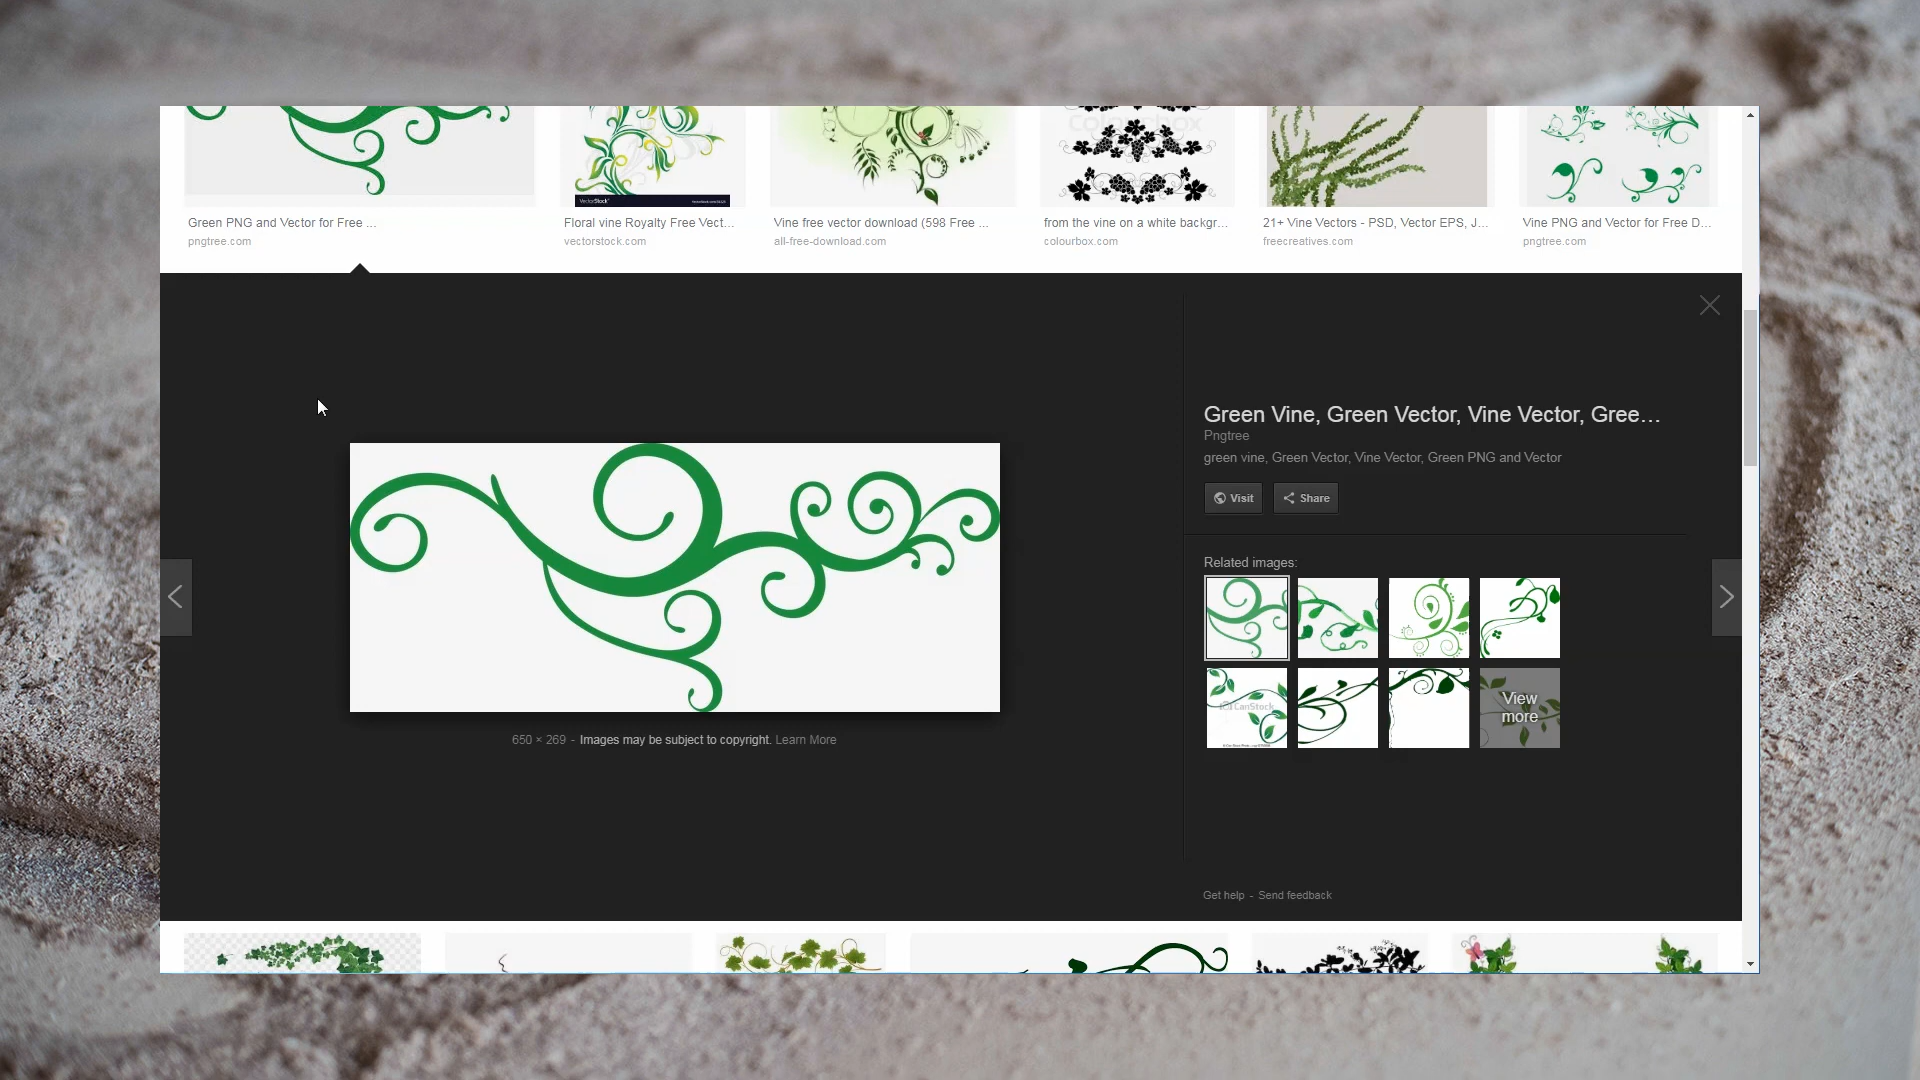 Colourbox
VectorStock
Green PNG and Vector for Free ...
pngtree.com
Floral vine Royalty Free Vect...
vectorstock.com
Vine free vector download (598 Free ...
all-free-download.com
from the vine on a white backgr...
colourbox.com
21+ Vine Vectors - PSD, Vector EPS, J...
freecreatives.com
Vine PNG and Vector for Free D...
pngtree.com
Green Vine, Green Vector, Vine Vector, Gree...
Pngtree
green vine, Green Vector, Vine Vector, Green PNG and Vector
Visit
Share
Related images:
CanStock
View
more
650 × 269 - Images may be subject to copyright. Learn More
Get help - Send feedback